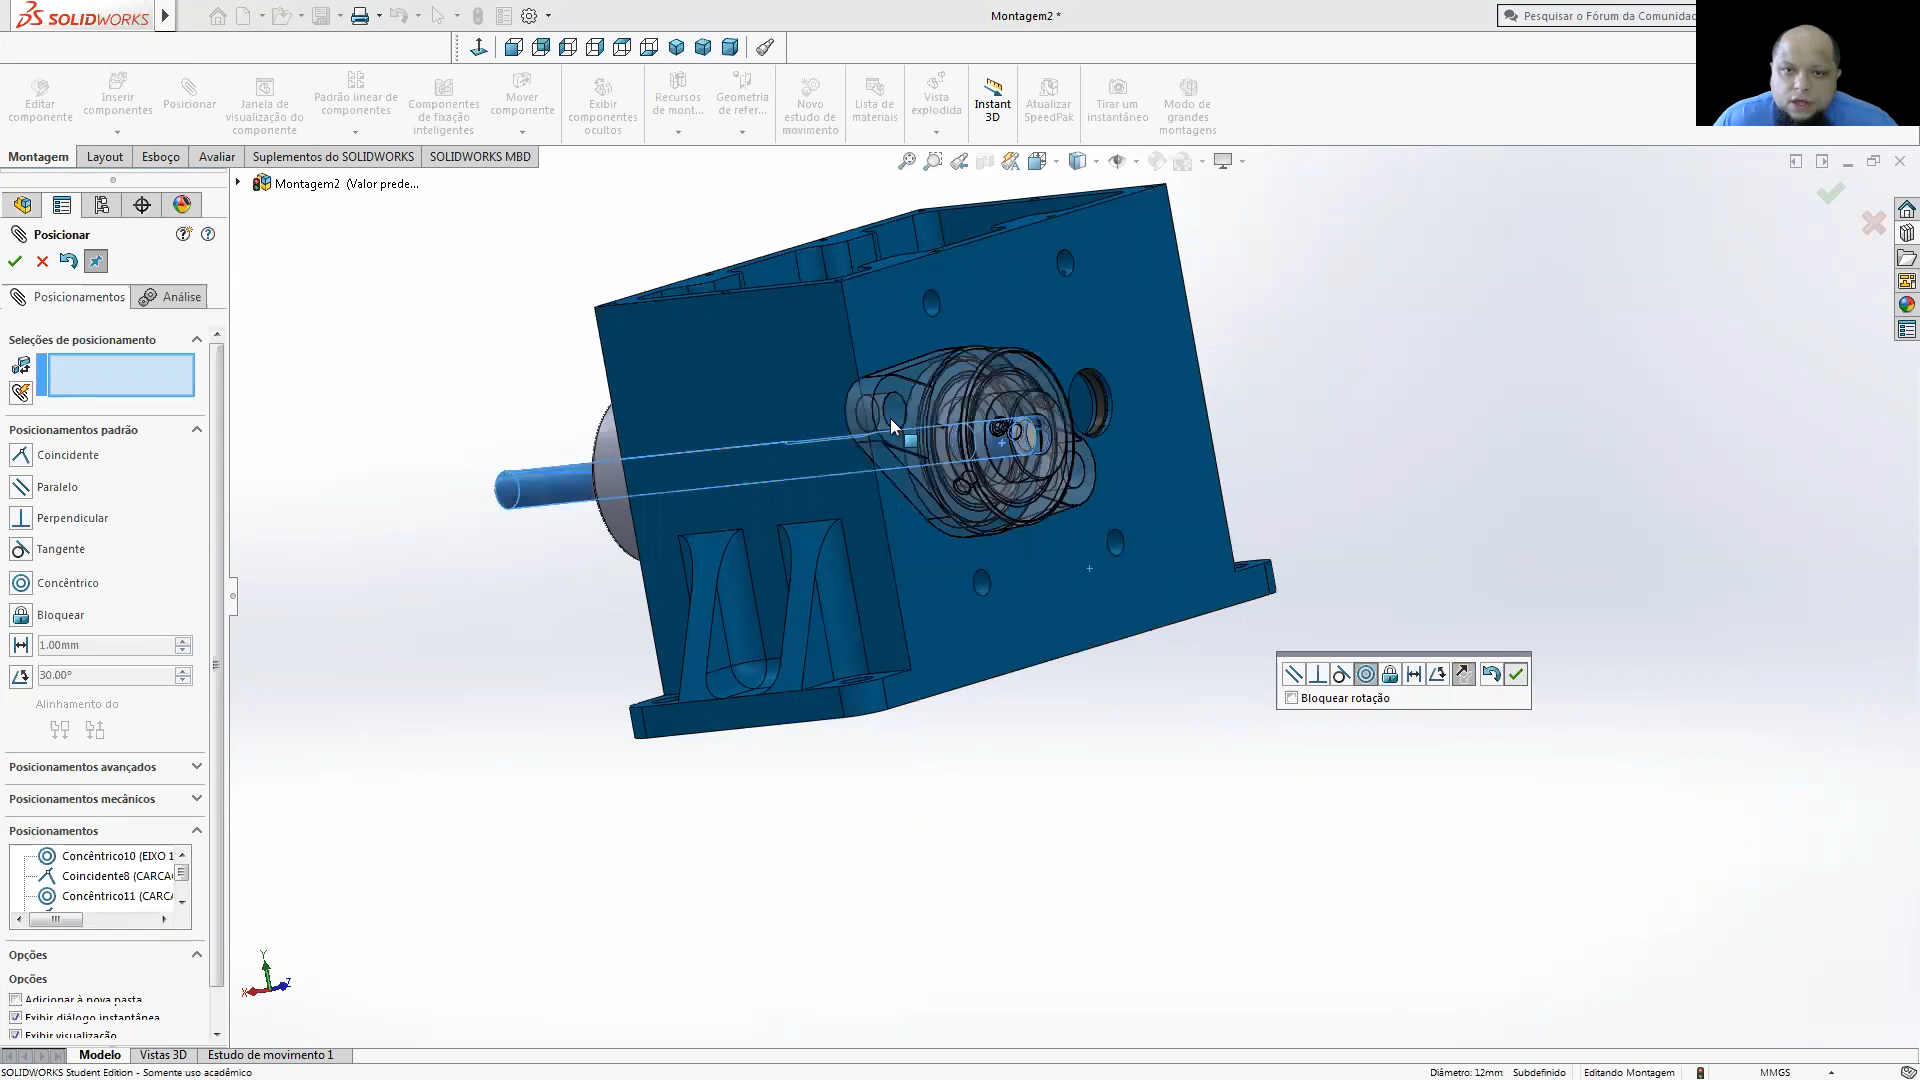 SOLIDWORKS
Montagem2 *
Pesquisar o Fórum da Comunidad
Editar componente
Inserir componentes
Posicionar
Janela de visualização do componente
Padrão linear de componentes
Componentes de fixação inteligentes
Mover componente
Exibir componentes ocultos
Recursos de mont...
Geometria de refer...
Novo estudo de movimento
Lista de materiais
Vista explodida
Instant 3D
Atualizar SpeedPak
Tirar um instantâneo
Modo de grandes montagens
Montagem
Layout
Esboço
Avaliar
Suplementos do SOLIDWORKS
SOLIDWORKS MBD
Montagem2 (Valor prede...
Posicionar
Posicionamentos
Análise
Seleções de posicionamento
Posicionamentos padrão
Coincidente
Paralelo
Perpendicular
Tangente
Concêntrico
Bloquear
1.00mm
30.00°
Alinhamento do
Posicionamentos avançados
Posicionamentos mecânicos
Posicionamentos
Concêntrico10 (EIXO 1
Coincidente8 (CARCA
Concêntrico11 (CARCA
Opções
Opções
Adicionar à nova pasta
Exibir diálogo instantânea
Exibir visualização
Bloquear rotação
Y
X
Z
Modelo
Vistas 3D
Estudo de movimento 1
SOLIDWORKS Student Edition - Somente uso acadêmico
Diâmetro: 12mm
Subdefinido
Editando Montagem
MMGS